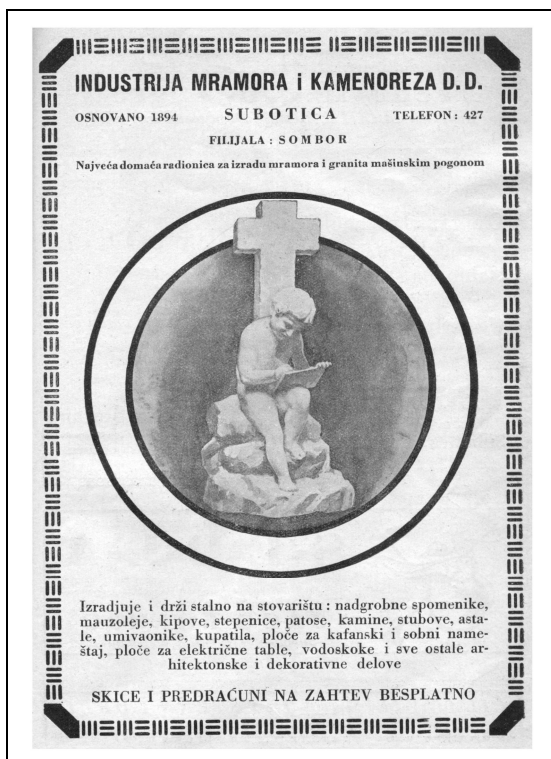 INDUSTRIJA MRAMORA i KAMENOREZA D.D.
OSNOVANO 1894 SUBOTICA TELEFON: 427
FILIJALA: SOMBOR
Najveća domaća radionica za izradu mramora i granita mašinskim pogonom
Izradjuje i drži stalno na stovarištu: nadgrobne spomenike,
mauzoleje, kipove, stepenice, patose, kamine, stubove, asta-
le, umivaonike, kupatila, ploče za kafanski i sobni name-
štaj, ploče za električne table, vodoskoke i sve ostale ar-
hitektonske i dekorativne delove
SKICE I PREDRAĆUNI NA ZAHTEV BESPLATNO